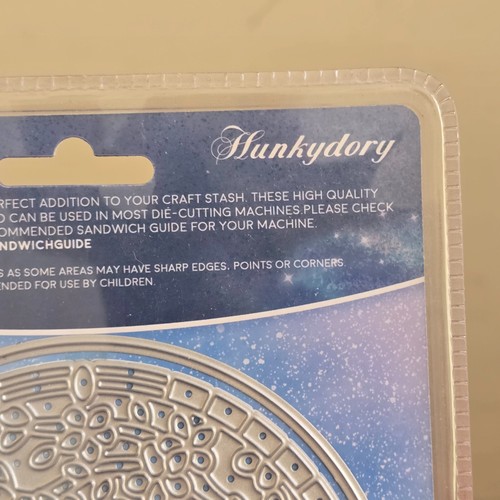 Hunkydory
RFECT ADDITION TO YOUR CRAFT STASH. THESE HIGH QUALITY
CAN BE USED IN MOST DIE-CUTTING MACHINES.PLEASE CHECK
OMMENDED SANDWICH GUIDE FOR YOUR MACHINE.
NDWICHGUIDE
AS SOME AREAS MAY HAVE SHARP EDGES, POINTS OR CORNERS.
ENDED FOR USE BY CHILDREN.